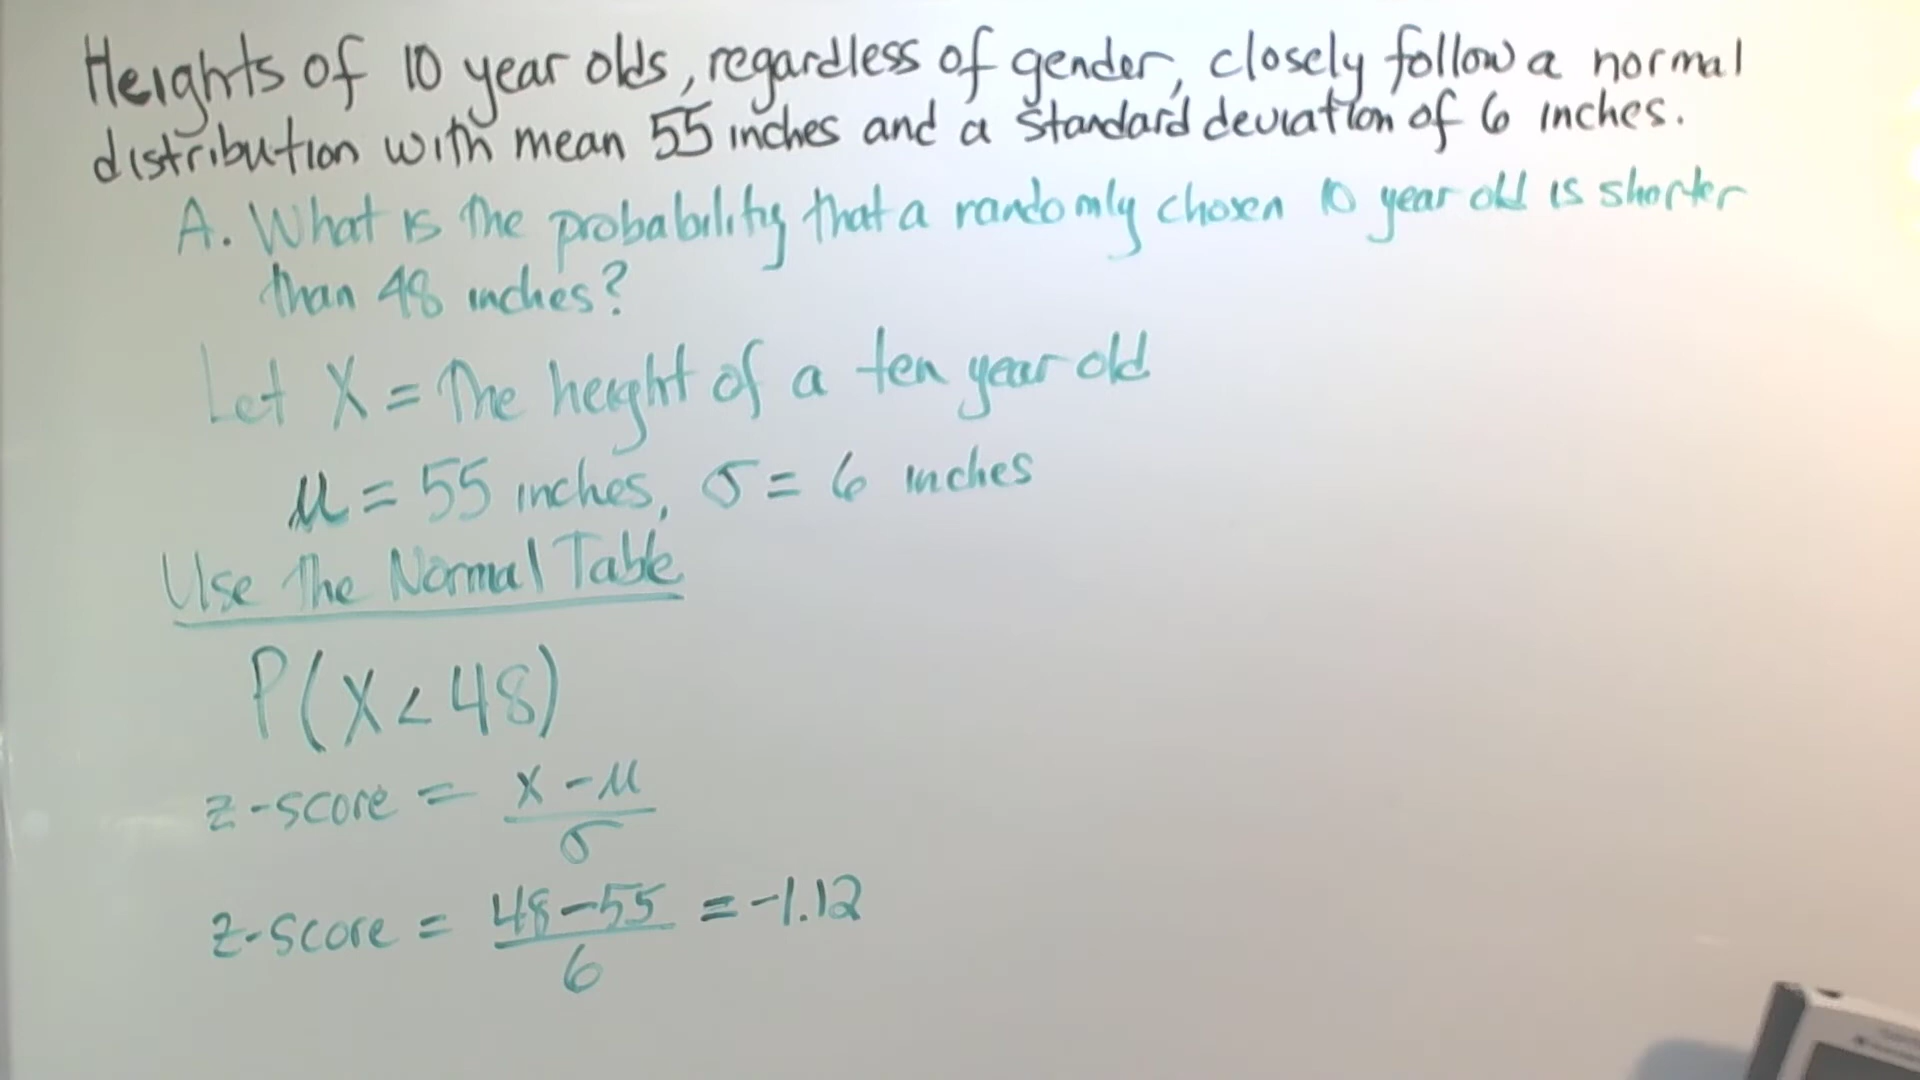 Heights of 10 year olds, regardless of gender, closely follow a normal
distribution with mean 55 inches and a standard deviation of 6 inches.
A. What is the probability that a randomly chosen 10 year old is shorter
than 48 inches?
Let X = The height of a ten year old
μ = 55 inches, σ = 6 inches
Use The Normal Table
P(X < 48)
z-score = x - μ / σ
z-score = 48 - 55 / 6 = -1.12